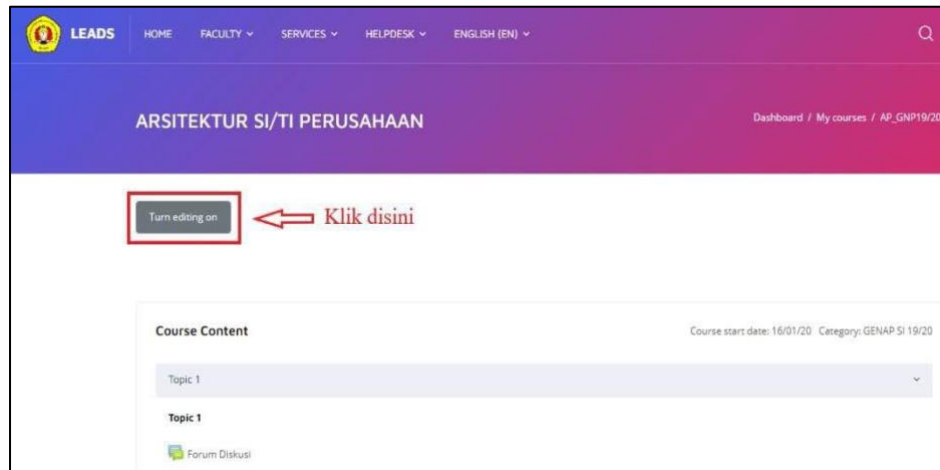 LEADS HOME FACULTY SERVICES HELPDESK ENGLISH (EN)
ARSITEKTUR SI/TI PERUSAHAAN
Dashboard / My courses / AP_GNP19/20
Turn editing on
Klik disini
Course Content
Course start date: 16/01/20 Category: GENAP SI 19/20
Topic 1
Topic 1
Forum Diskusi